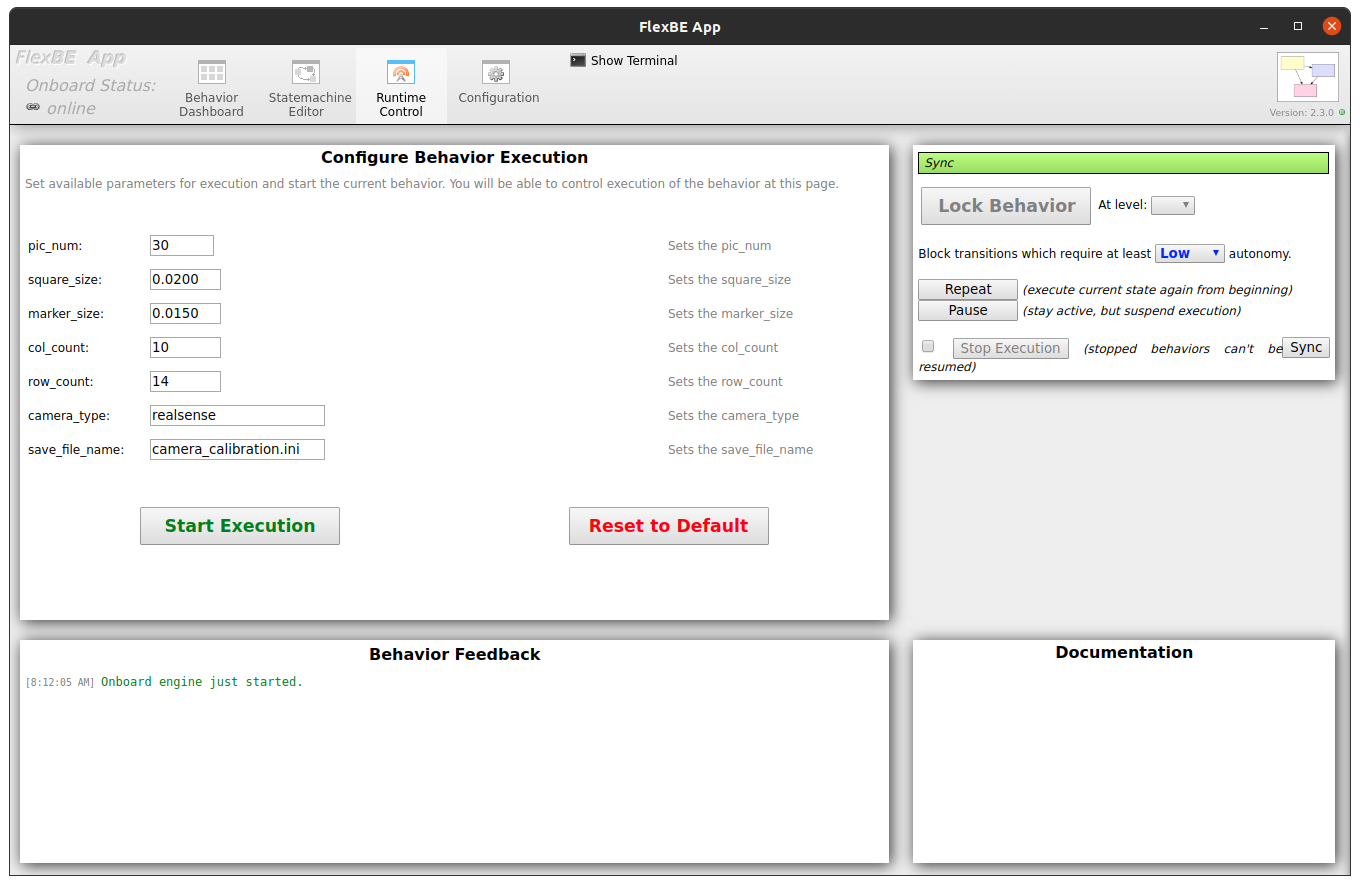 FlexBE App
FlexBE App
Onboard Status:
online
Behavior
Dashboard
Statemachine
Editor
Runtime
Control
Configuration
Show Terminal
Version: 2.3.0
Configure Behavior Execution
Set available parameters for execution and start the current behavior. You will be able to control execution of the behavior at this page.
pic_num: 30 Sets the pic_num
square_size: 0.0200 Sets the square_size
marker_size: 0.0150 Sets the marker_size
col_count: 10 Sets the col_count
row_count: 14 Sets the row_count
camera_type: realsense Sets the camera_type
save_file_name: camera_calibration.ini Sets the save_file_name
Start Execution Reset to Default
Sync
Lock Behavior At level:
Block transitions which require at least Low autonomy.
Repeat (execute current state again from beginning)
Pause (stay active, but suspend execution)
Stop Execution (stopped behaviors can't be Sync
resumed)
Behavior Feedback
[8:12:05 AM] Onboard engine just started.
Documentation